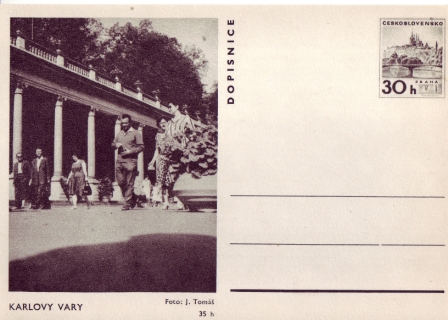 DOPISNICE
ČESKOSLOVENSKO
PRAHA
30 h
KARLOVY VARY
Foto: J. Tomáš
35 h